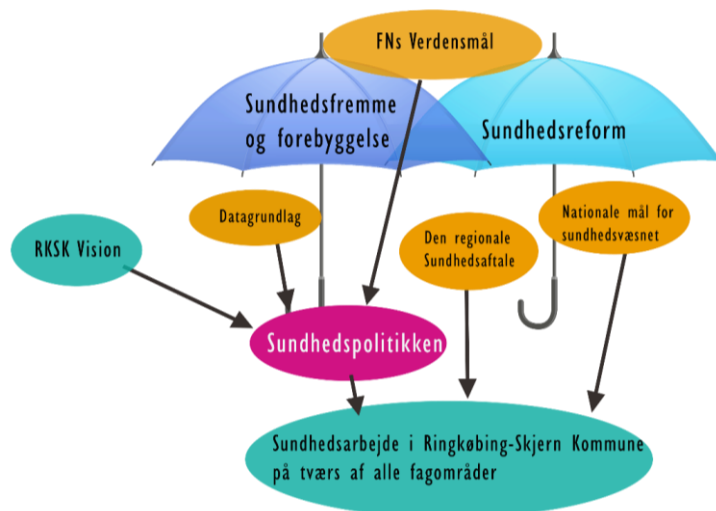 FNs Verdensmål
Sundhedsfremme
og forebyggelse
Sundhedsreform
Datagrundlag
Nationale mål for
sundhedsvæsnet
RKSK Vision
Den regionale
Sundhedsaftale
Sundhedspolitikken
Sundhedsarbejde i Ringkøbing-Skjern Kommune
på tværs af alle fagområder